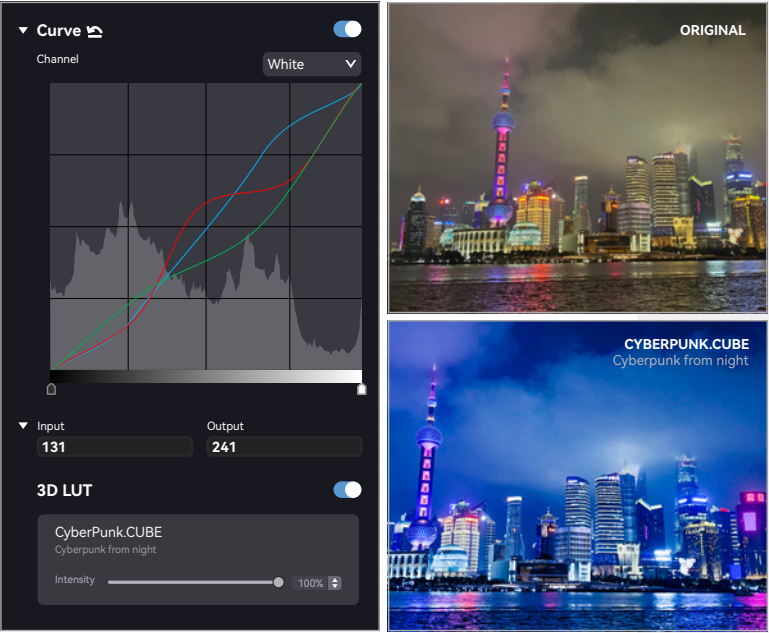 Curve
Channel
White
Input
Output
131
241
3D LUT
CyberPunk.CUBE
Cyberpunk from night
Intensity
100%
ORIGINAL
CYBERPUNK.CUBE
Cyberpunk from night